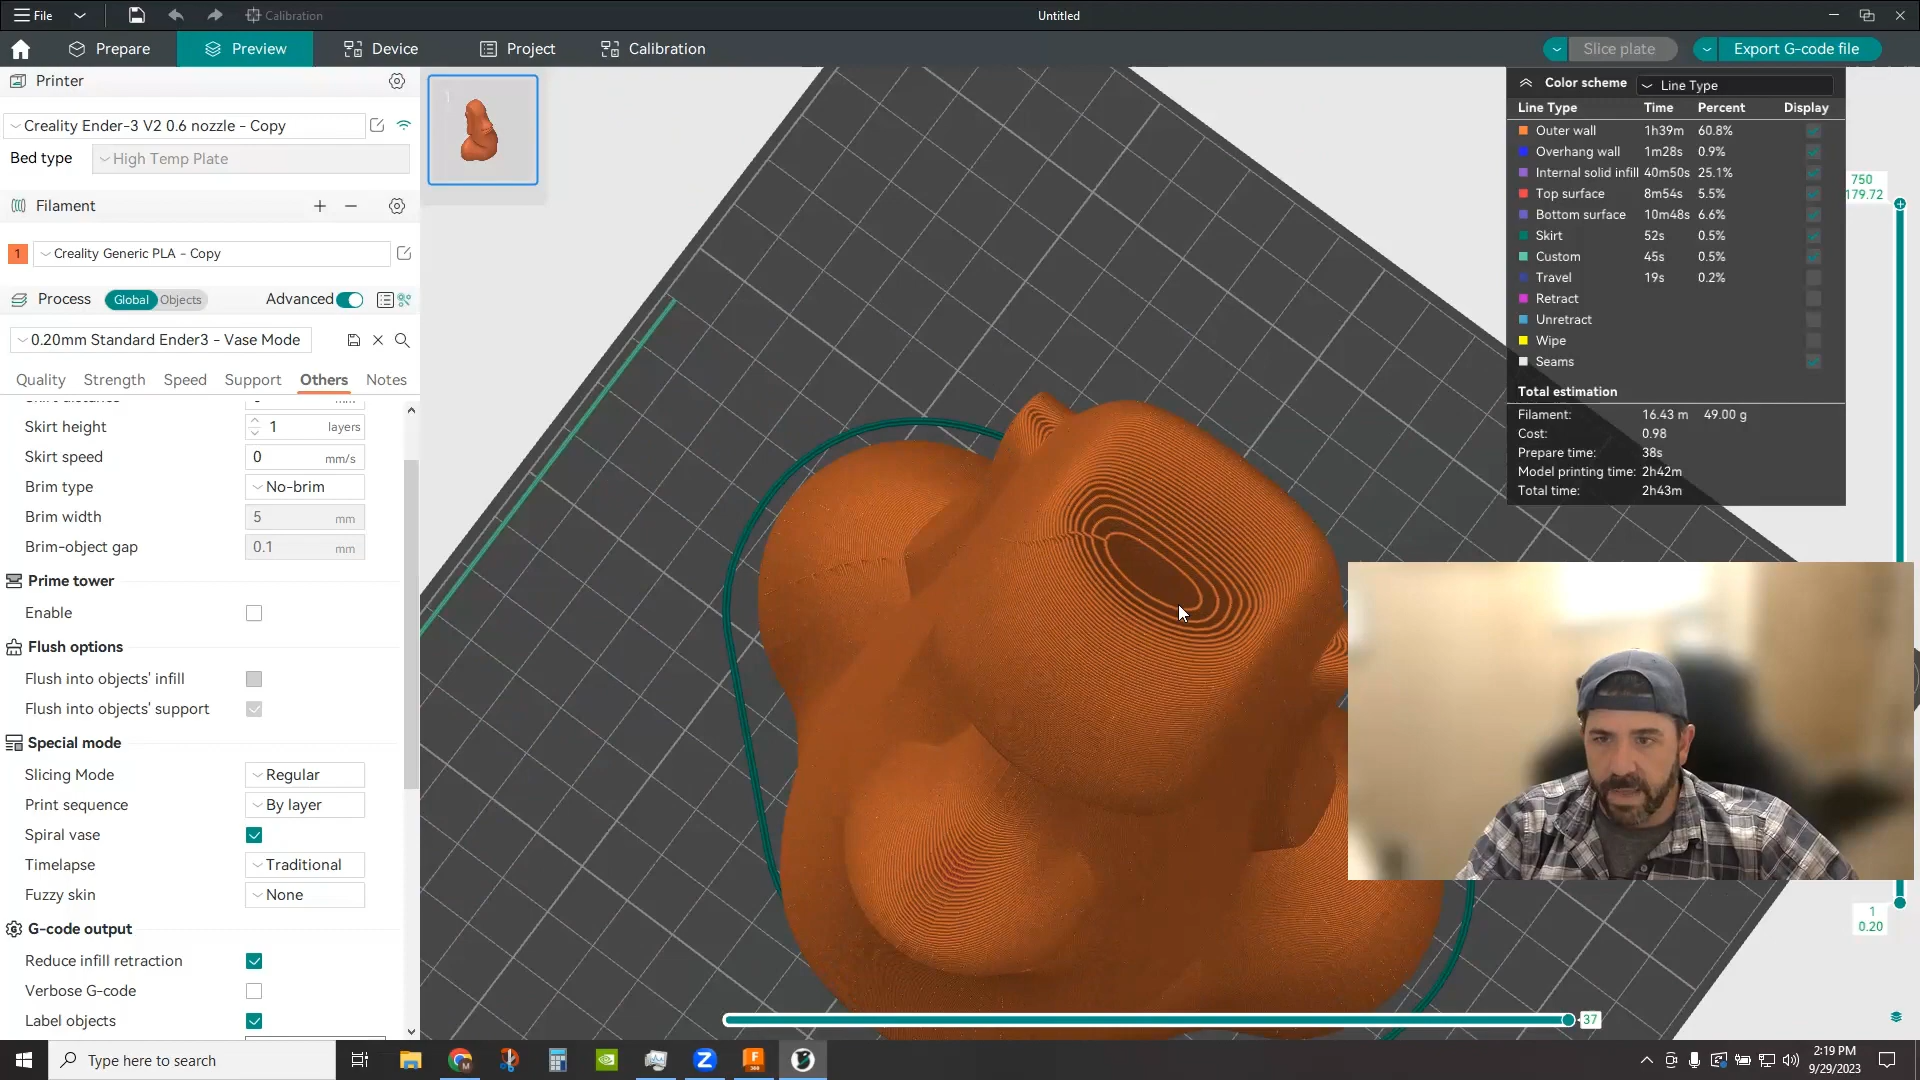 File
Calibration
Untitled
Prepare
Preview
Device
Project
Calibration
Slice plate
Export G-code file
Printer
Creality Ender-3 V2 0.6 nozzle - Copy
Bed type
High Temp Plate
Filament
1
Creality Generic PLA - Copy
Process
Global
Objects
Advanced
0.20mm Standard Ender3 - Vase Mode
Quality
Strength
Speed
Support
Others
Notes
Skirt height
1
layers
Skirt speed
0
mm/s
Brim type
No-brim
Brim width
5
mm
Brim-object gap
0.1
mm
Prime tower
Enable
Flush options
Flush into objects' infill
Flush into objects' support
Special mode
Slicing Mode
Regular
Print sequence
By layer
Spiral vase
Timelapse
Traditional
Fuzzy skin
None
G-code output
Reduce infill retraction
Verbose G-code
Label objects
Color scheme
Line Type
Line Type Time Percent Display
Outer wall 1h39m 60.8%
Overhang wall 1m28s 0.9%
Internal solid infill 40m50s 25.1%
Top surface 8m54s 5.5%
Bottom surface 10m48s 6.6%
Skirt 52s 0.5%
Custom 45s 0.5%
Travel 19s 0.2%
Retract
Unretract
Wipe
Seams
Total estimation
Filament: 16.43 m 49.00 g
Cost: 0.98
Prepare time: 38s
Model printing time: 2h42m
Total time: 2h43m
750
179.72
1
0.20
37
Type here to search
2:19 PM
9/29/2023